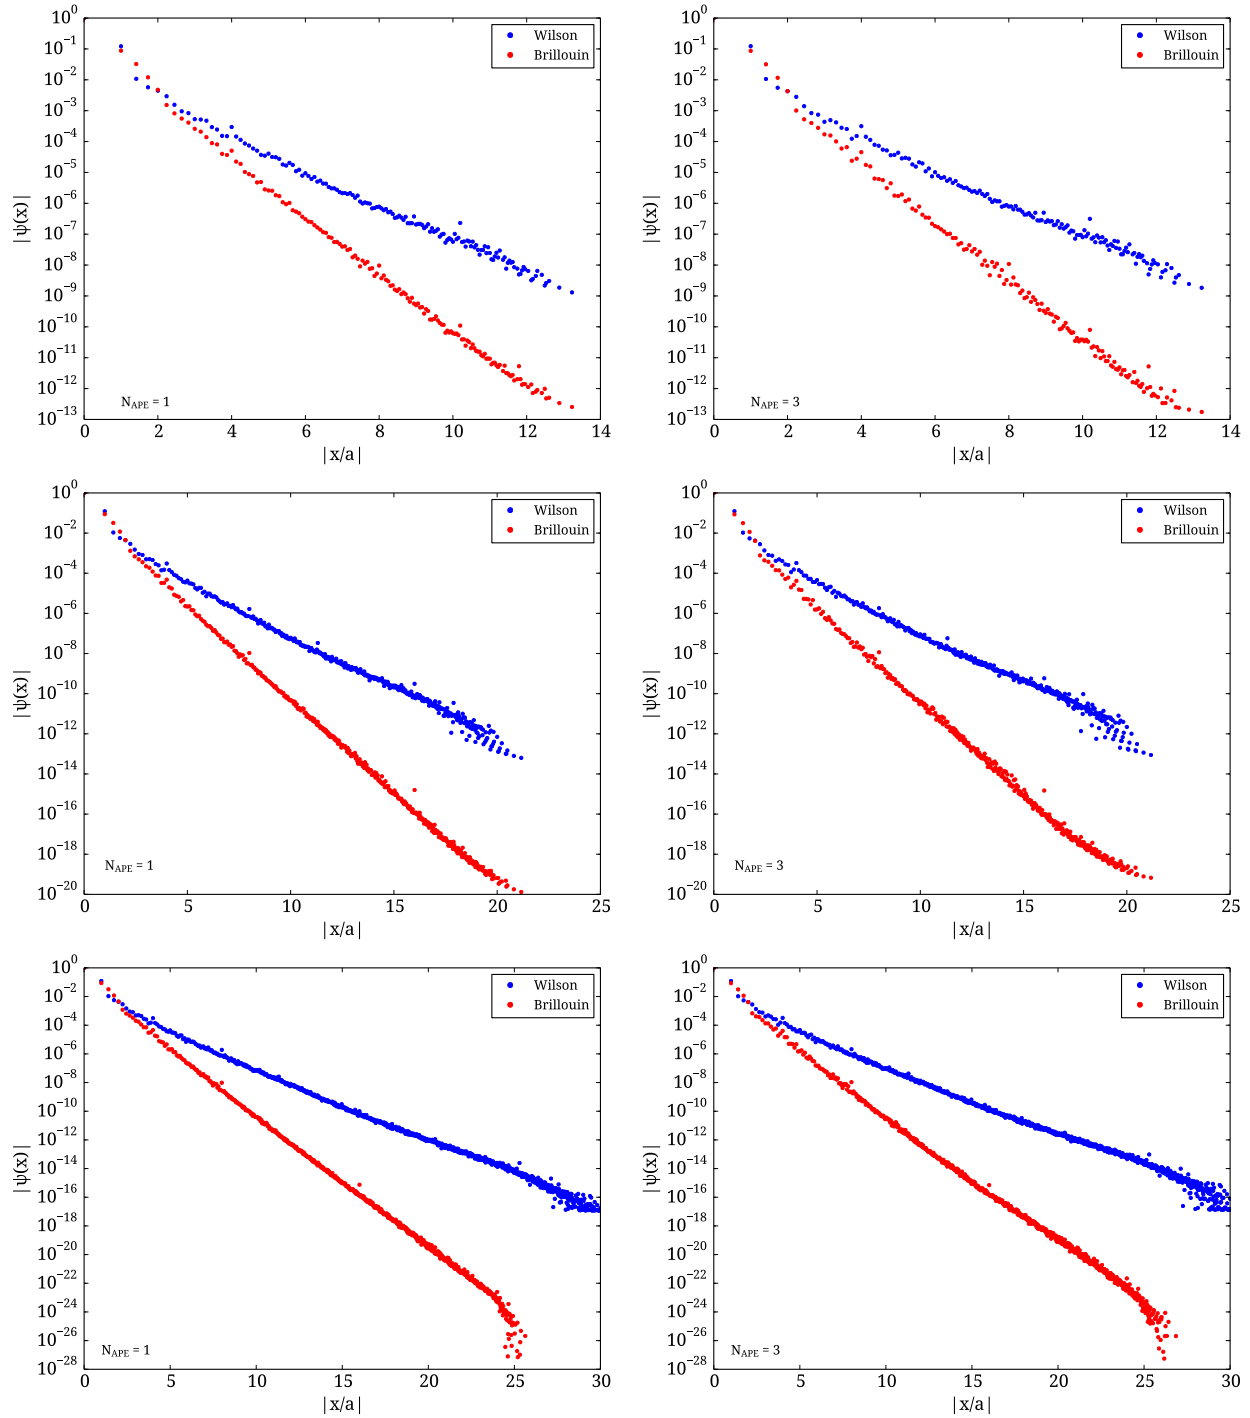 10^0
10^−1
10^−2
10^−3
10^−4
10^−5
10^−6
10^−7
10^−8
10^−9
10^−10
10^−11
10^−12
10^−13
|ψ(x)|
Wilson
Brillouin
N_APE = 1
0 2 4 6 8 10 12 14
|x/a|
10^0
10^−1
10^−2
10^−3
10^−4
10^−5
10^−6
10^−7
10^−8
10^−9
10^−10
10^−11
10^−12
10^−13
|ψ(x)|
Wilson
Brillouin
N_APE = 3
0 2 4 6 8 10 12 14
|x/a|
10^0
10^−2
10^−4
10^−6
10^−8
10^−10
10^−12
10^−14
10^−16
10^−18
10^−20
|ψ(x)|
Wilson
Brillouin
N_APE = 1
0 5 10 15 20 25
|x/a|
10^0
10^−2
10^−4
10^−6
10^−8
10^−10
10^−12
10^−14
10^−16
10^−18
10^−20
|ψ(x)|
Wilson
Brillouin
N_APE = 3
0 5 10 15 20 25
|x/a|
10^0
10^−2
10^−4
10^−6
10^−8
10^−10
10^−12
10^−14
10^−16
10^−18
10^−20
10^−22
10^−24
10^−26
10^−28
|ψ(x)|
Wilson
Brillouin
N_APE = 1
0 5 10 15 20 25 30
|x/a|
10^0
10^−2
10^−4
10^−6
10^−8
10^−10
10^−12
10^−14
10^−16
10^−18
10^−20
10^−22
10^−24
10^−26
10^−28
|ψ(x)|
Wilson
Brillouin
N_APE = 3
0 5 10 15 20 25 30
|x/a|